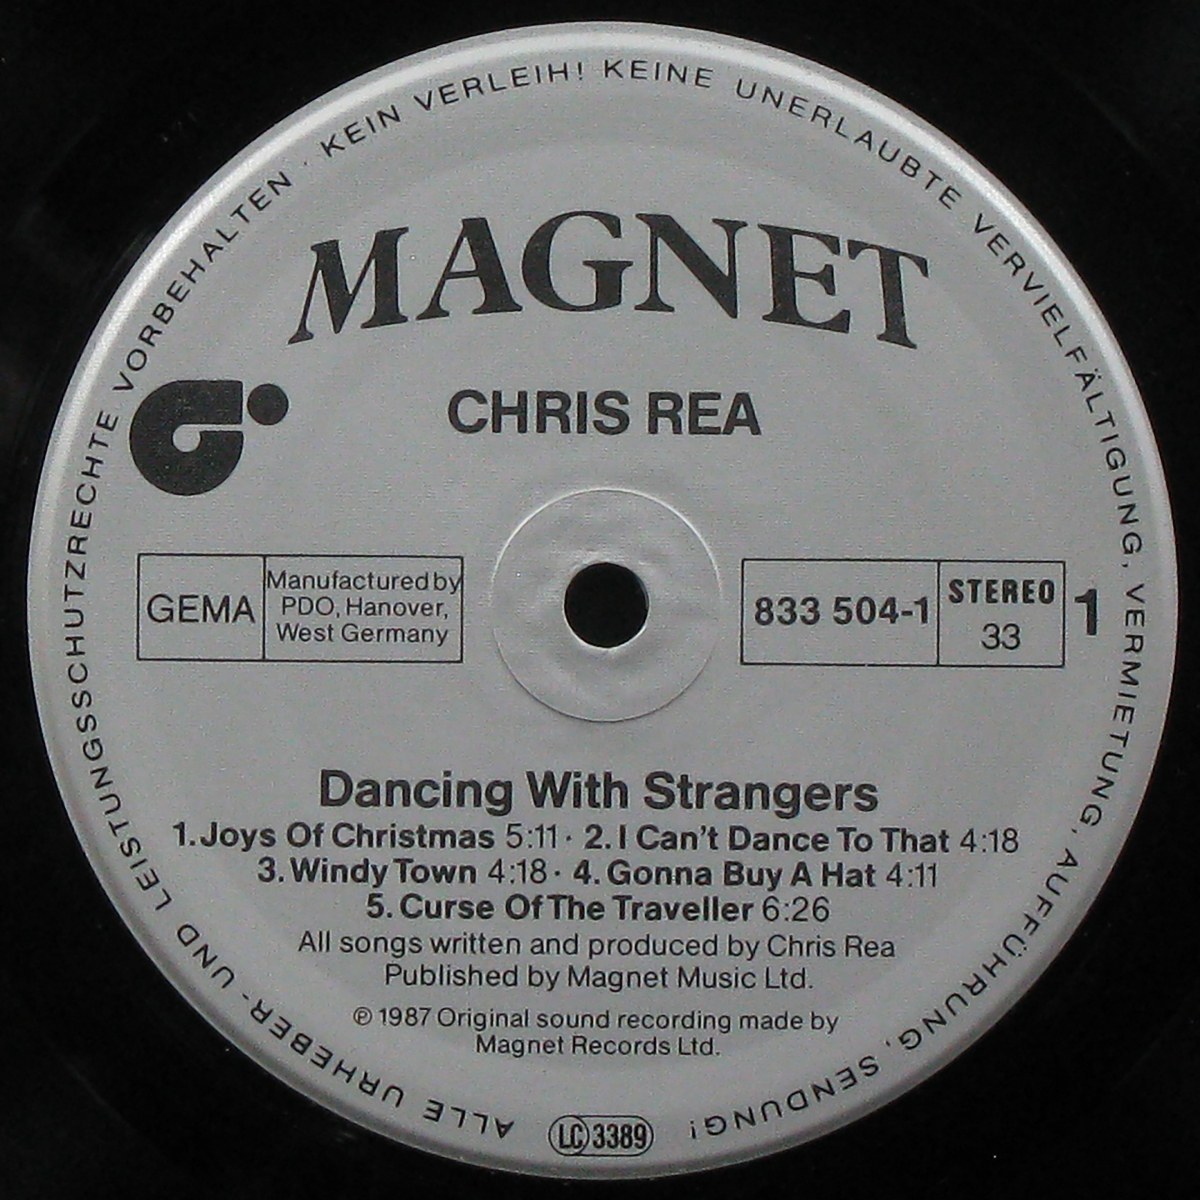 ALLE URHEBER- UND LEISTUNGSSCHUTZRECHTE VORBEHALTEN · KEIN VERLEIH! KEINE UNERLAUBTE VERVIELFÄLTIGUNG, VERMIETUNG, AUFFÜHRUNG, SENDUNG!
MAGNET
CHRIS REA
GEMA
Manufactured by
PDO, Hanover,
West Germany
833 504-1
STEREO
33
1
Dancing With Strangers
1. Joys Of Christmas 5:11 · 2. I Can't Dance To That 4:18
3. Windy Town 4:18 · 4. Gonna Buy A Hat 4:11
5. Curse Of The Traveller 6:26
All songs written and produced by Chris Rea
Published by Magnet Music Ltd.
℗ 1987 Original sound recording made by
Magnet Records Ltd.
LC 3389